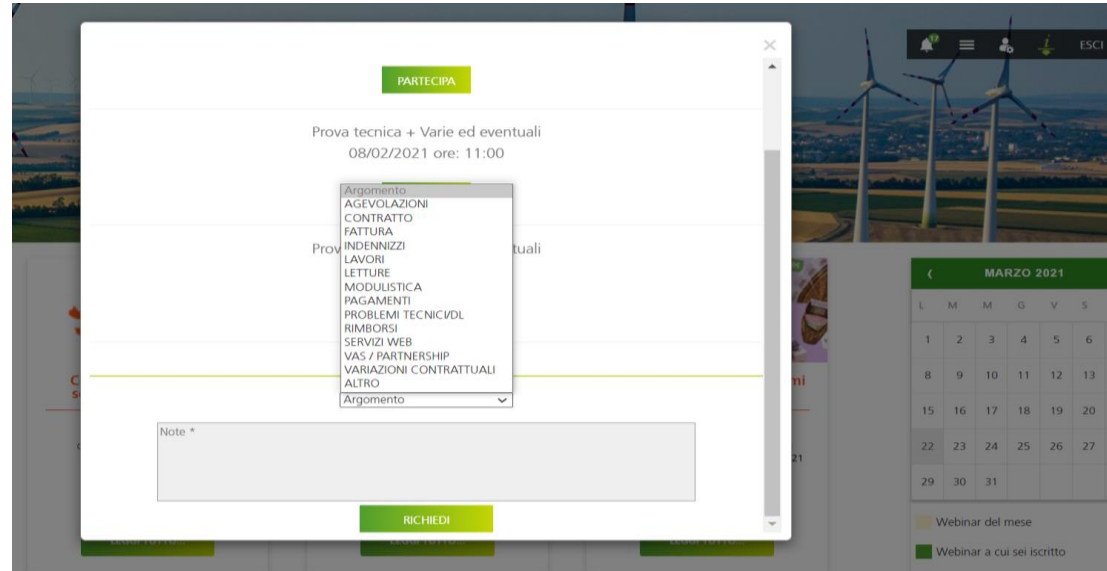 17
ESCI
PARTECIPA
Prova tecnica + Varie ed eventuali
08/02/2021 ore: 11:00
Argomento
AGEVOLAZIONI
CONTRATTO
FATTURA
INDENNIZZI
LAVORI
LETTURE
MODULISTICA
PAGAMENTI
PROBLEMI TECNICI/DL
RIMBORSI
SERVIZI WEB
VAS / PARTNERSHIP
VARIAZIONI CONTRATTUALI
ALTRO
Argomento
Note *
RICHIEDI
MARZO 2021
L M M G V S
1 2 3 4 5 6
8 9 10 11 12 13
15 16 17 18 19 20
22 23 24 25 26 27
29 30 31
Webinar del mese
Webinar a cui sei iscritto